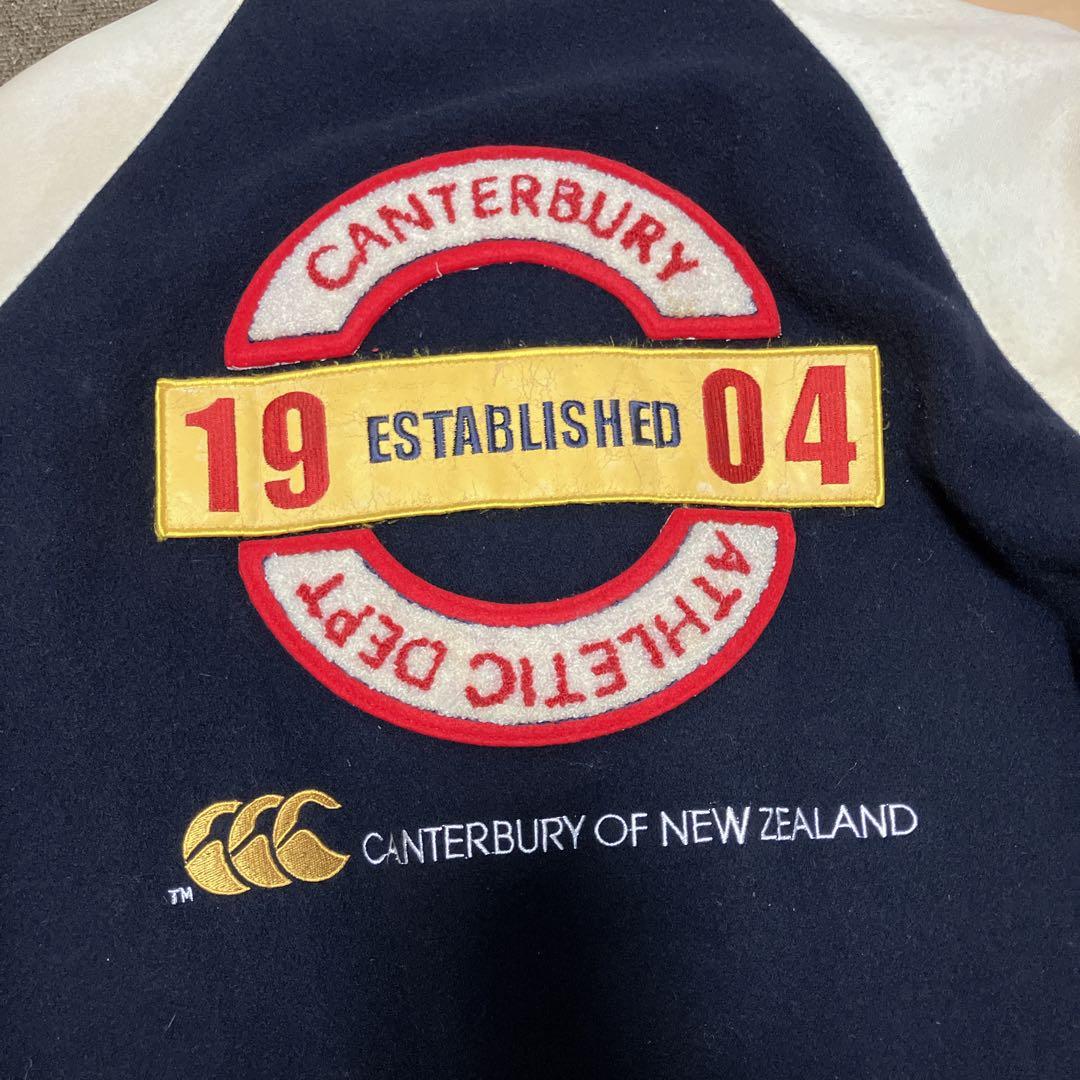 CANTERBURY
19 ESTABLISHED 04
ATHLETIC DEPT
TM CANTERBURY OF NEW ZEALAND